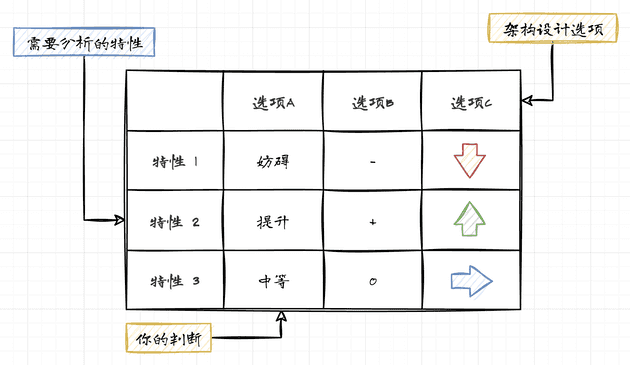 需要分析的特性
架构设计选项
选项A 选项B 选项C
特性 1 妨碍 -
特性 2 提升 +
特性 3 中等 0
你的判断